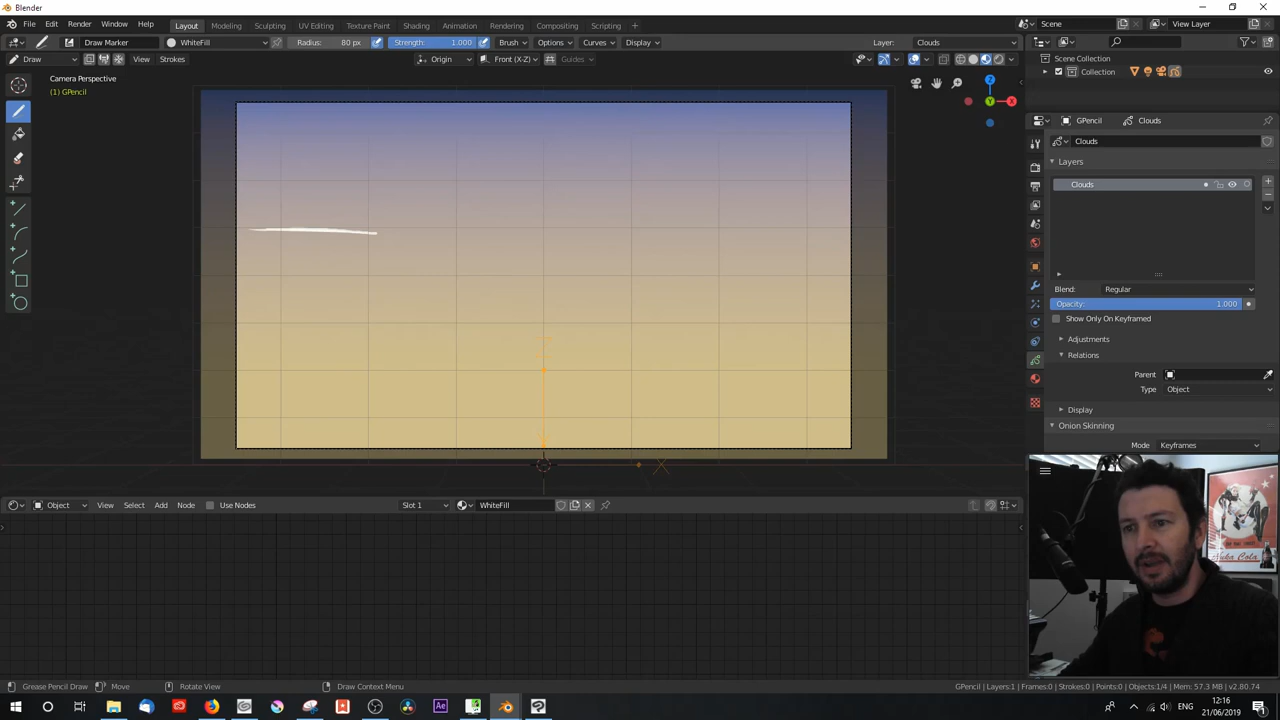 Blender
File Edit Render Window Help Layout Modeling Sculpting UV Editing Texture Paint Shading Animation Rendering Compositing Scripting + Scene View Layer
Draw Marker WhiteFill Radius: 80 px Strength: 1.000 Brush Options Curves Display Layer: Clouds
Draw View Strokes Origin Front (X-Z) Guides
Scene Collection
Collection
Camera Perspective
(1) GPencil
Z
Y
X
GPencil Clouds
Clouds
Layers
Clouds
Blend: Regular
Opacity: 1.000
Show Only On Keyframed
Adjustments
Relations
Parent
Type Object
Display
Onion Skinning
Mode Keyframes
Object View Select Add Node Use Nodes Slot 1 WhiteFill
Nuka Cola
Grease Pencil Draw Move Rotate View Draw Context Menu GPencil | Layers:1 | Frames:0 | Strokes:0 | Points:0 | Objects:1/4 | Mem: 57.3 MB | v2.80.74
Ae ENG 12:16
21/06/2019